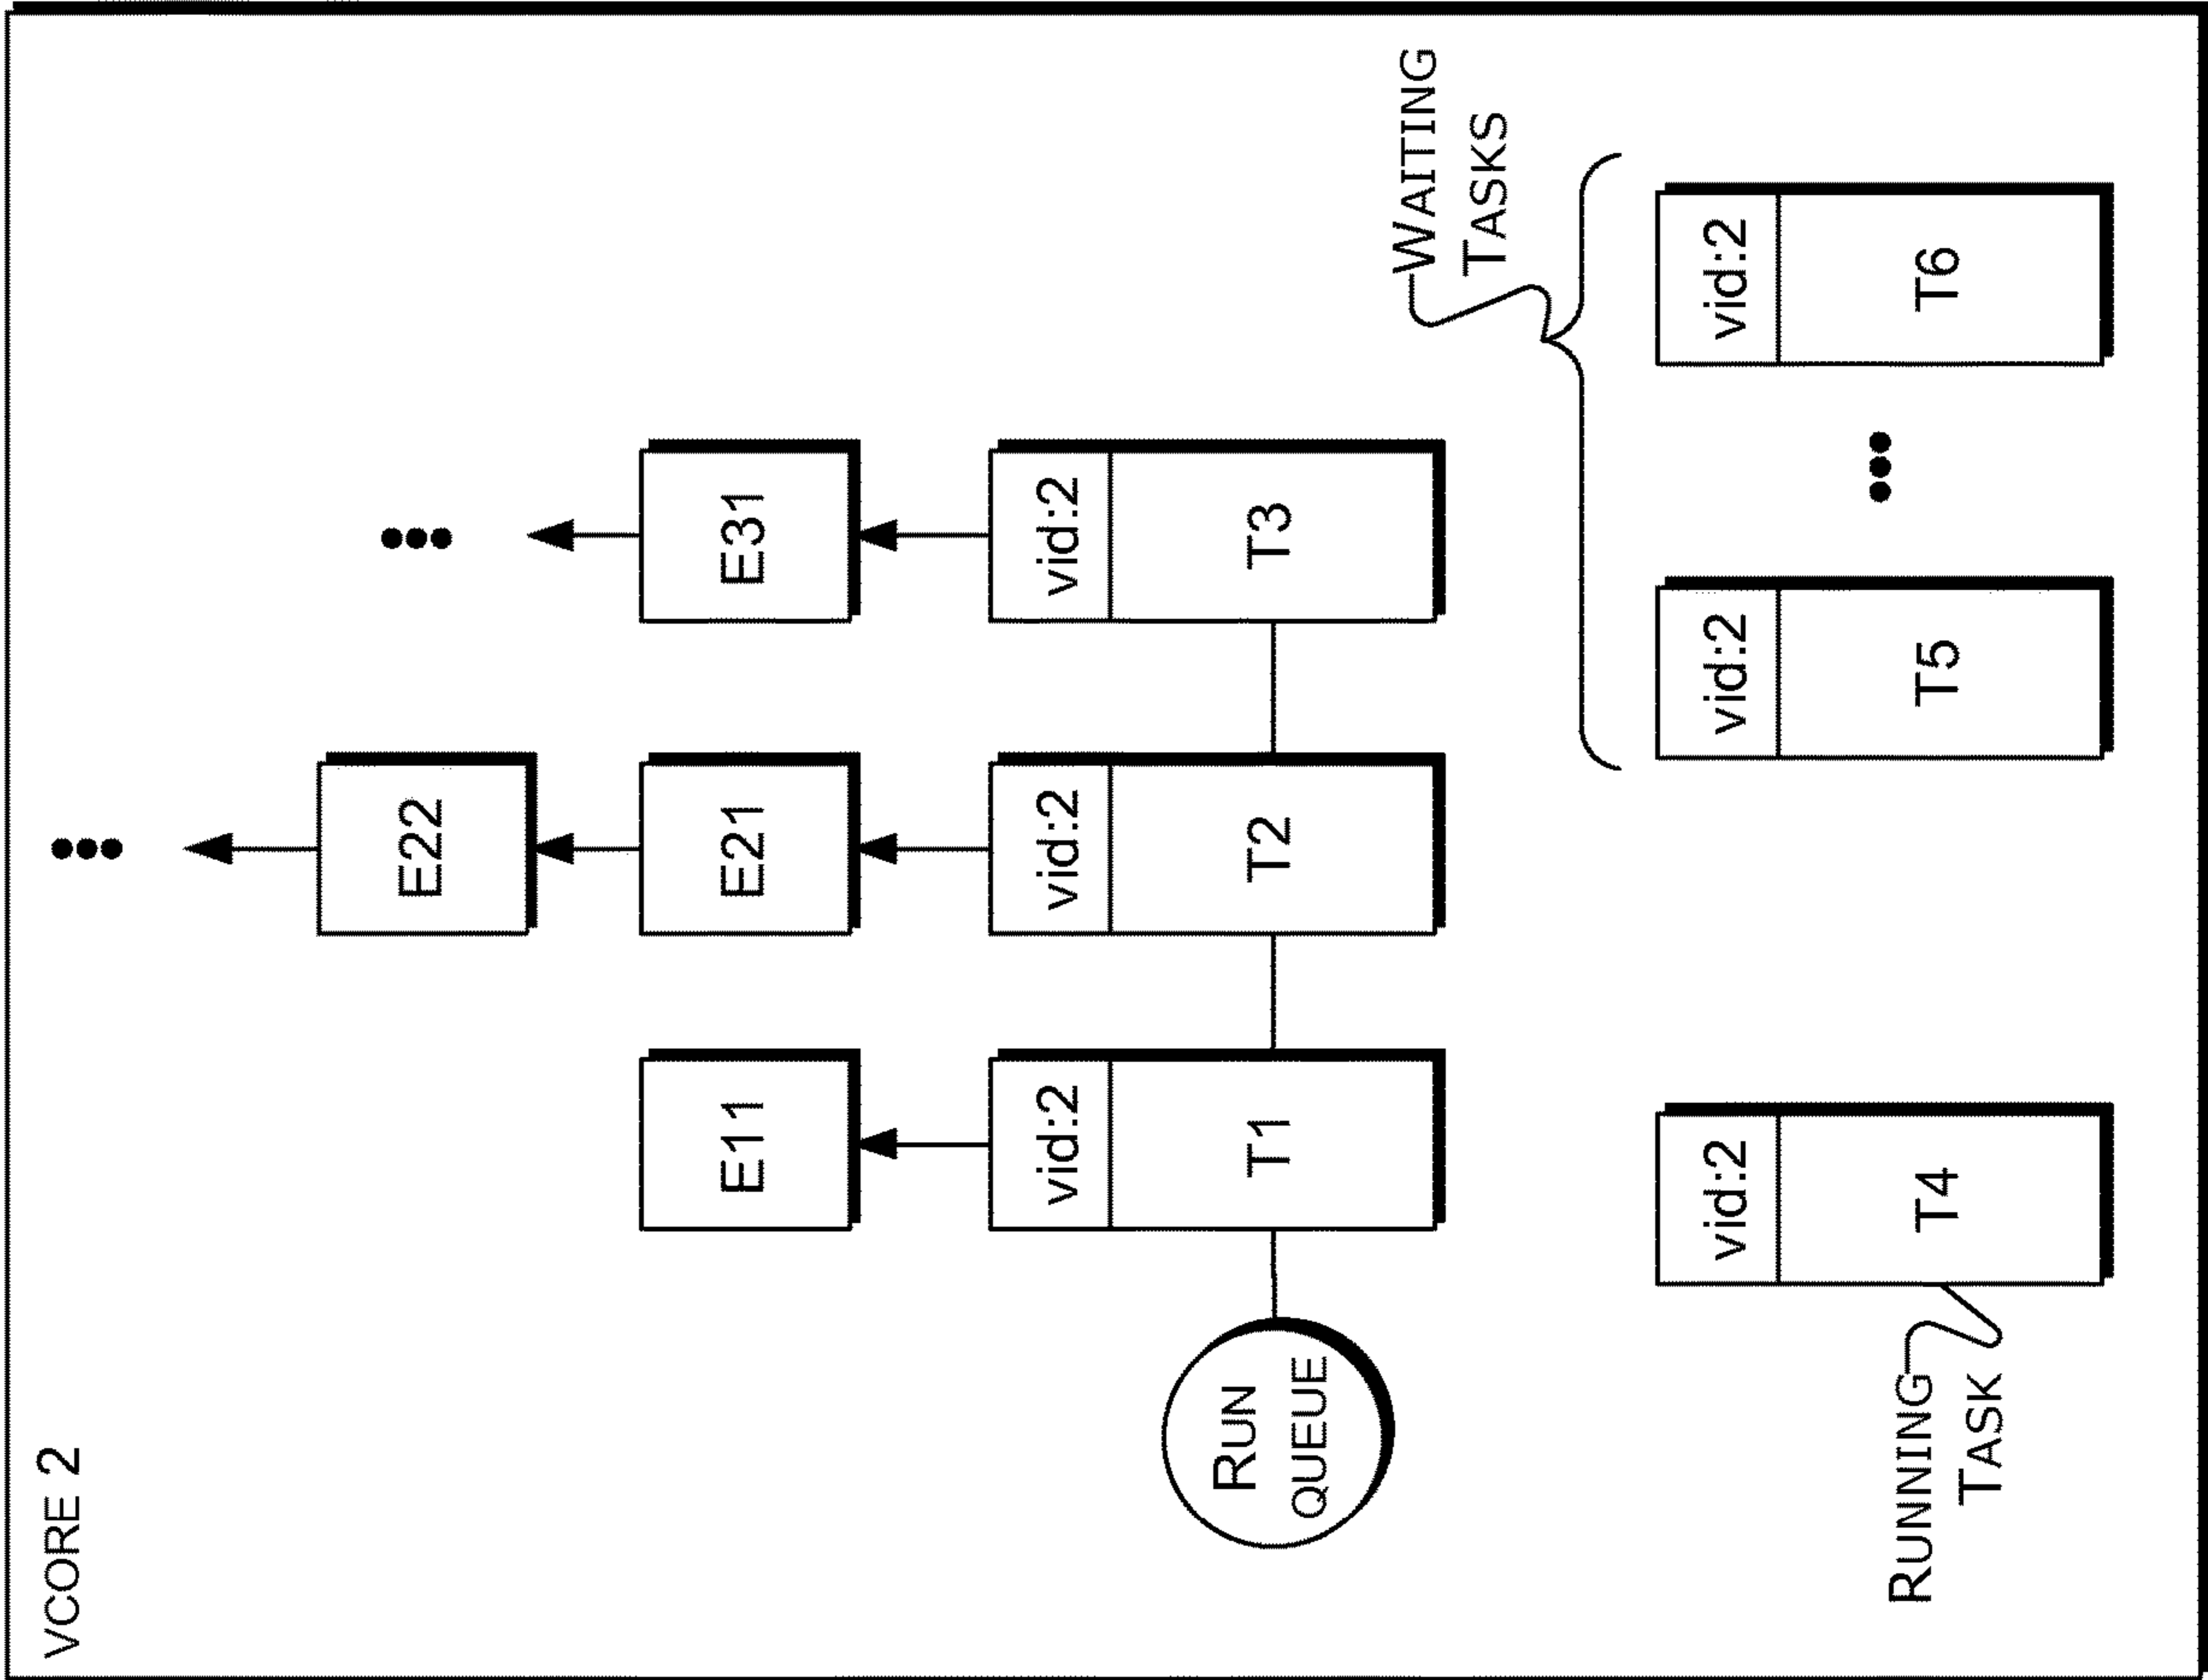 VCORE 2
E22
E11
E21
E31
vid:2
vid:2
vid:2
RUN
QUEUE
T1
T2
T3
WAITING
TASKS
vid:2
vid:2
vid:2
RUNNING
TASK
T4
T5
•••
T6